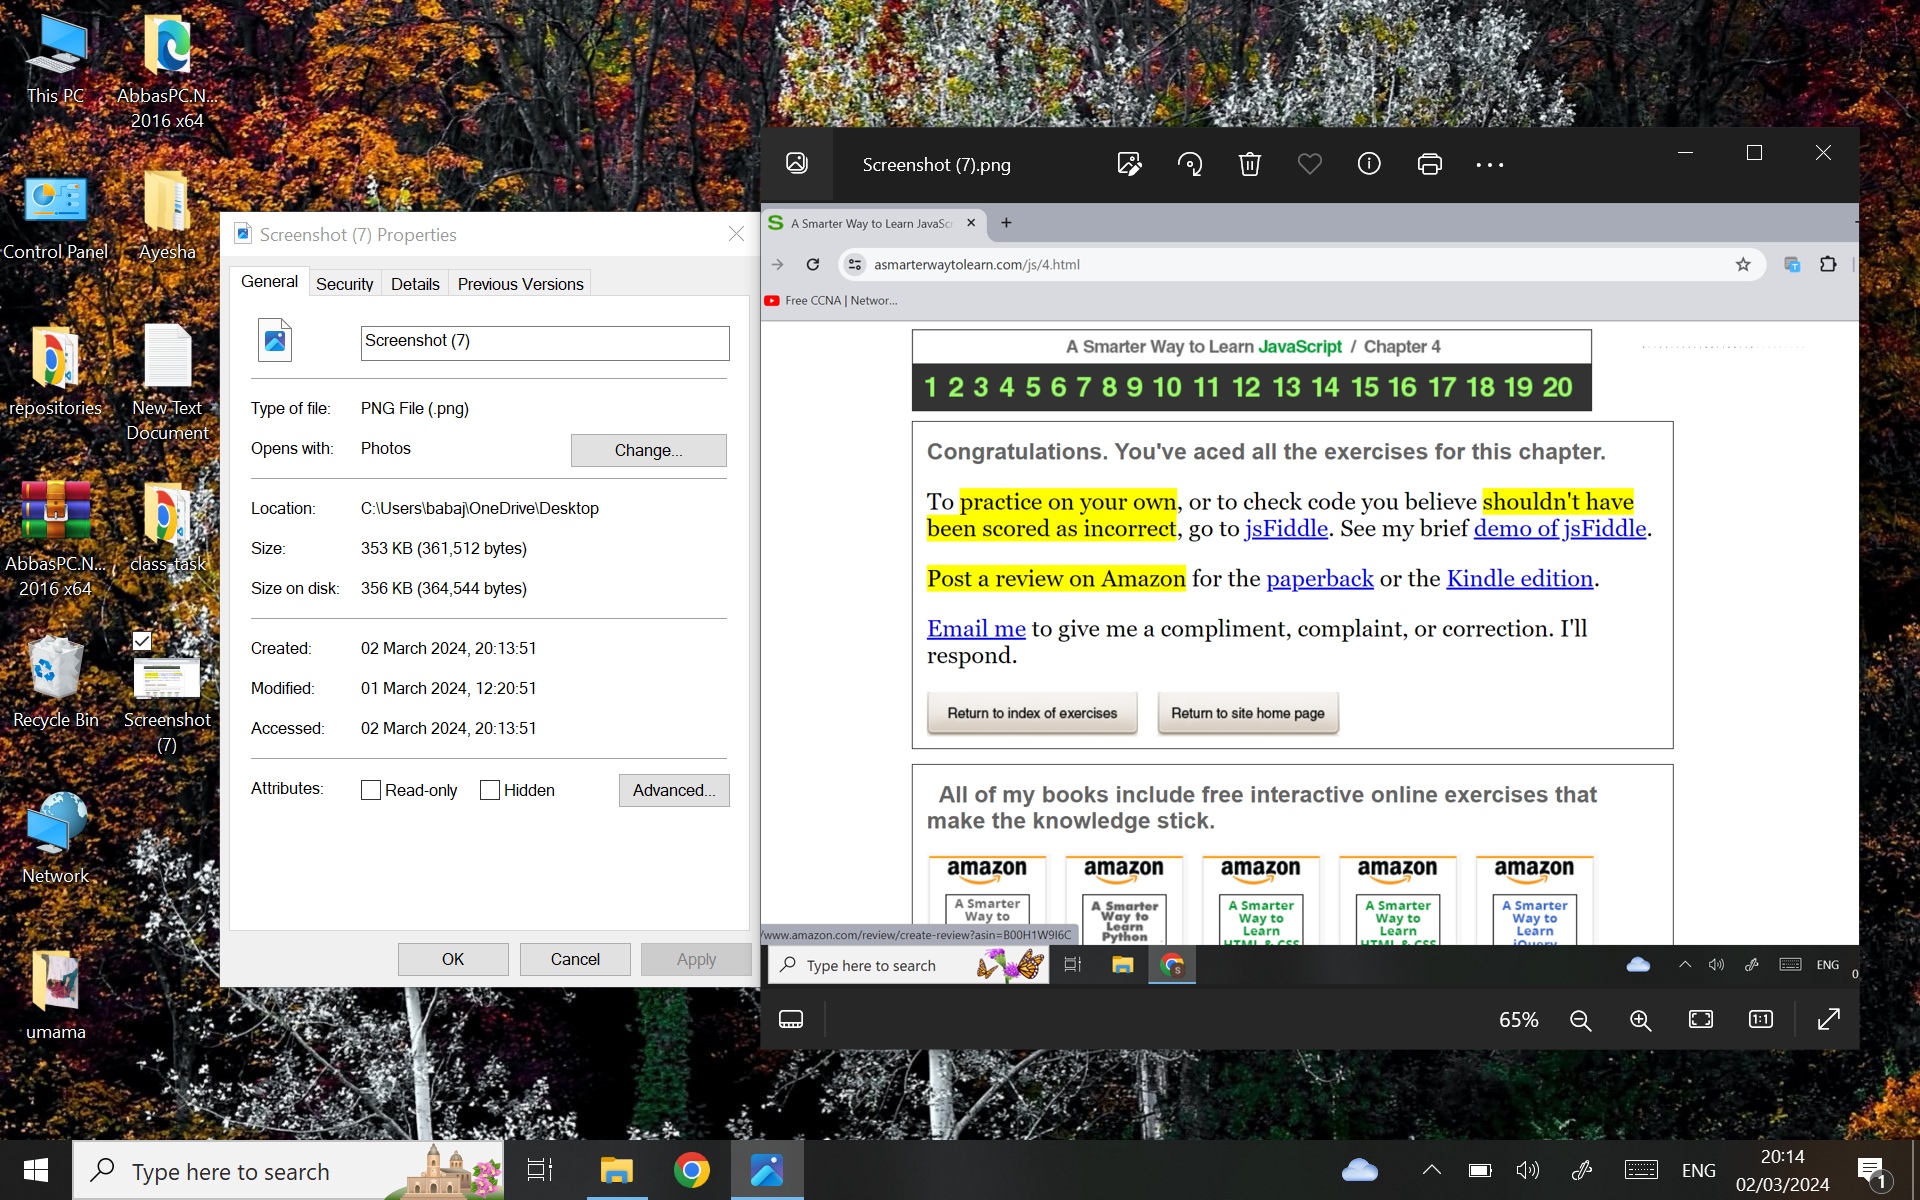 This PC
AbbasPC.N...
2016 x64
Control Panel
Ayesha
repositories
New Text
Document
AbbasPC.N...
2016 x64
class-task
Recycle Bin
Screenshot
(7)
Network
umama
Screenshot (7) Properties
General
Security
Details
Previous Versions
Screenshot (7)
Type of file: PNG File (.png)
Opens with: Photos
Change...
Location: C:\Users\babaj\OneDrive\Desktop
Size: 353 KB (361,512 bytes)
Size on disk: 356 KB (364,544 bytes)
Created: 02 March 2024, 20:13:51
Modified: 01 March 2024, 12:20:51
Accessed: 02 March 2024, 20:13:51
Attributes: Read-only Hidden Advanced...
OK Cancel Apply
Screenshot (7).png
A Smarter Way to Learn JavaSc
asmarterwaytolearn.com/js/4.html
Free CCNA | Networ...
A Smarter Way to Learn JavaScript / Chapter 4
1 2 3 4 5 6 7 8 9 10 11 12 13 14 15 16 17 18 19 20
Congratulations. You've aced all the exercises for this chapter.
To practice on your own, or to check code you believe shouldn't have
been scored as incorrect, go to jsFiddle. See my brief demo of jsFiddle.
Post a review on Amazon for the paperback or the Kindle edition.
Email me to give me a compliment, complaint, or correction. I'll
respond.
Return to index of exercises
Return to site home page
All of my books include free interactive online exercises that
make the knowledge stick.
amazon amazon amazon amazon amazon
A Smarter
Way to
A Smarter
Way to
Learn
Python
A Smarter
Way to
Learn
HTML & CSS
A Smarter
Way to
Learn
HTML & CSS
A Smarter
Way to
Learn
jQuery
/www.amazon.com/review/create-review?asin=B00H1W9I6C
Type here to search
S
ENG
0
65%
1:1
Type here to search
ENG
20:14
02/03/2024
1